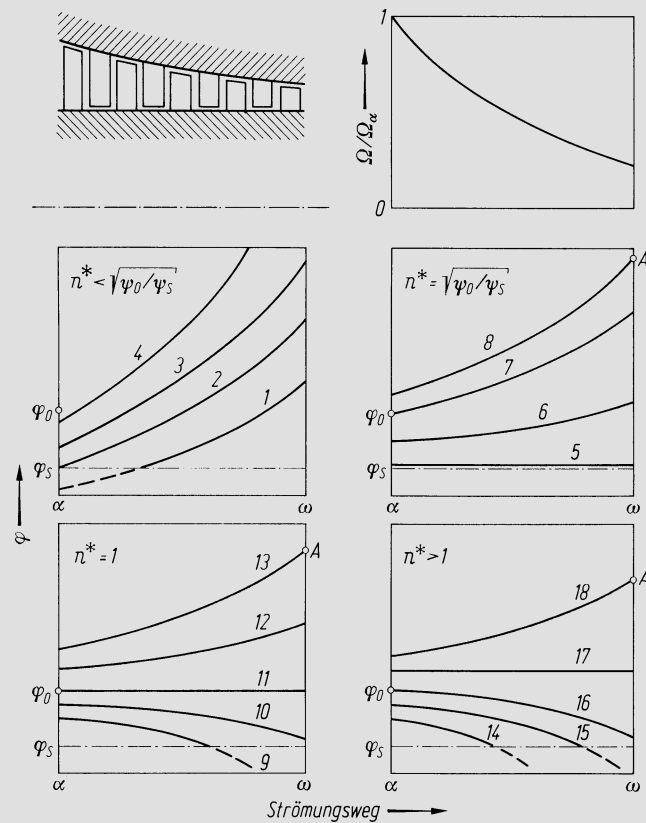 1
Ω/Ω_α
0
n* < √ψ_0/ψ_S
4
3
2
1
φ_0
φ_S
α
ω
n* = √ψ_0/ψ_S
A
8
7
6
5
φ_0
φ_S
α
ω
φ
n* = 1
13
A
12
11
10
9
φ_0
φ_S
α
ω
n* > 1
A
18
17
16
15
14
φ_0
φ_S
α
ω
Strömungsweg